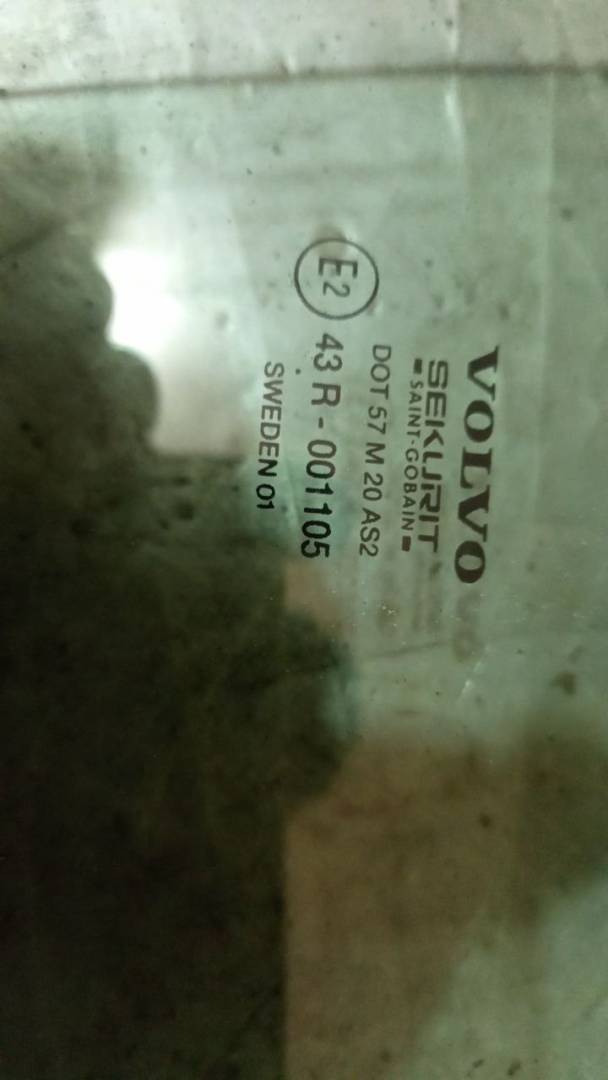 VOLVO
SEKURIT
SAINT-GOBAIN
DOT 57 M 20 AS2
E2
43 R - 001105
SWEDEN 01